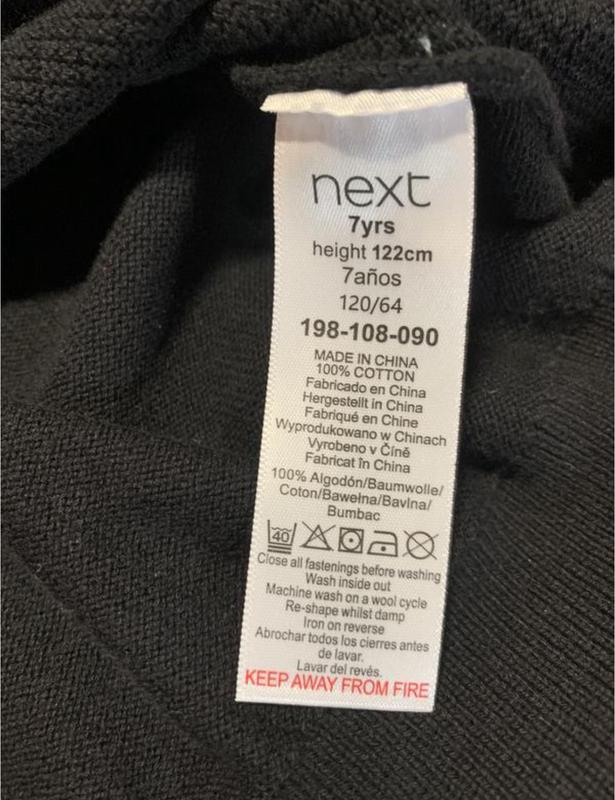 next
7yrs
height 122cm
7años
120/64
198-108-090
MADE IN CHINA
100% COTTON
Fabricado en China
Hergestellt in China
Fabriqué en Chine
Wyprodukowano w Chinach
Vyrobeno v Číně
Fabricat în China
100% Algodón/Baumwolle/
Coton/Bawełna/Bavlna/
Bumbac
40
Close all fastenings before washing
Wash inside out
Machine wash on a wool cycle
Re-shape whilst damp
Iron on reverse
Abrochar todos los cierres antes
de lavar.
Lavar del revés.
KEEP AWAY FROM FIRE